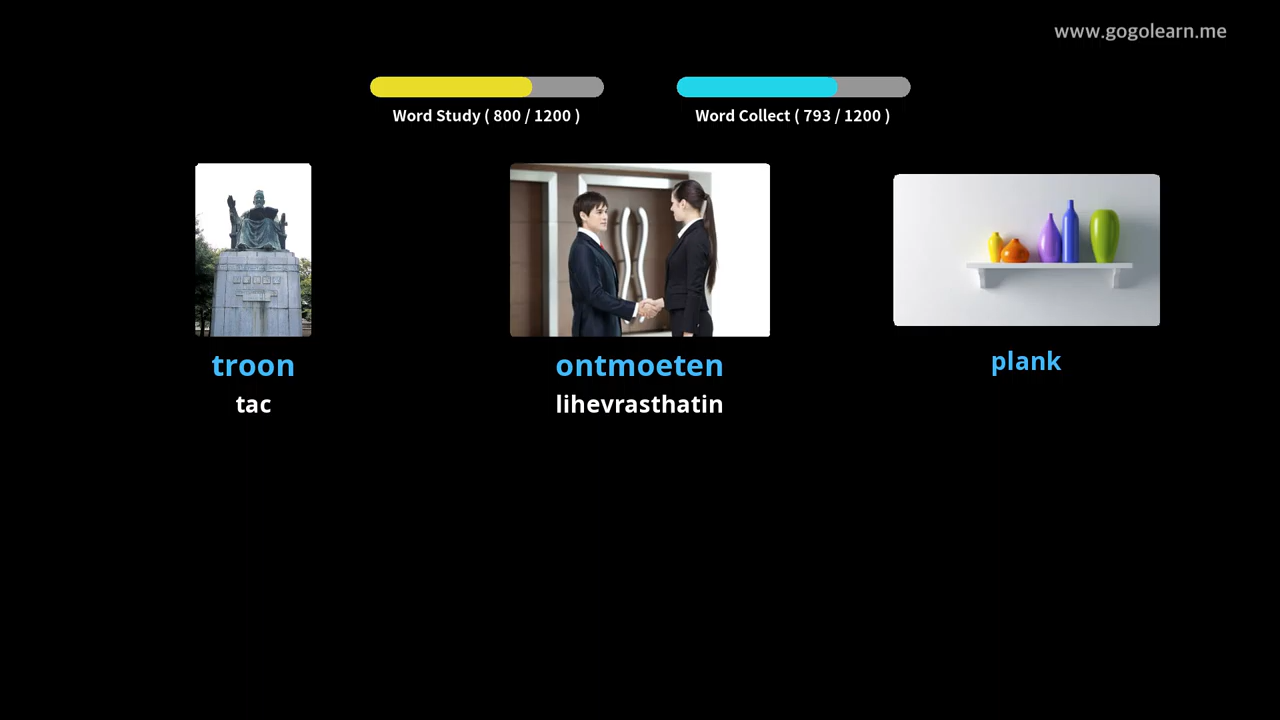 www.gogolearn.me
Word Study ( 800 / 1200 )
Word Collect ( 793 / 1200 )
troon
ontmoeten
plank
tac
lihevrasthatin